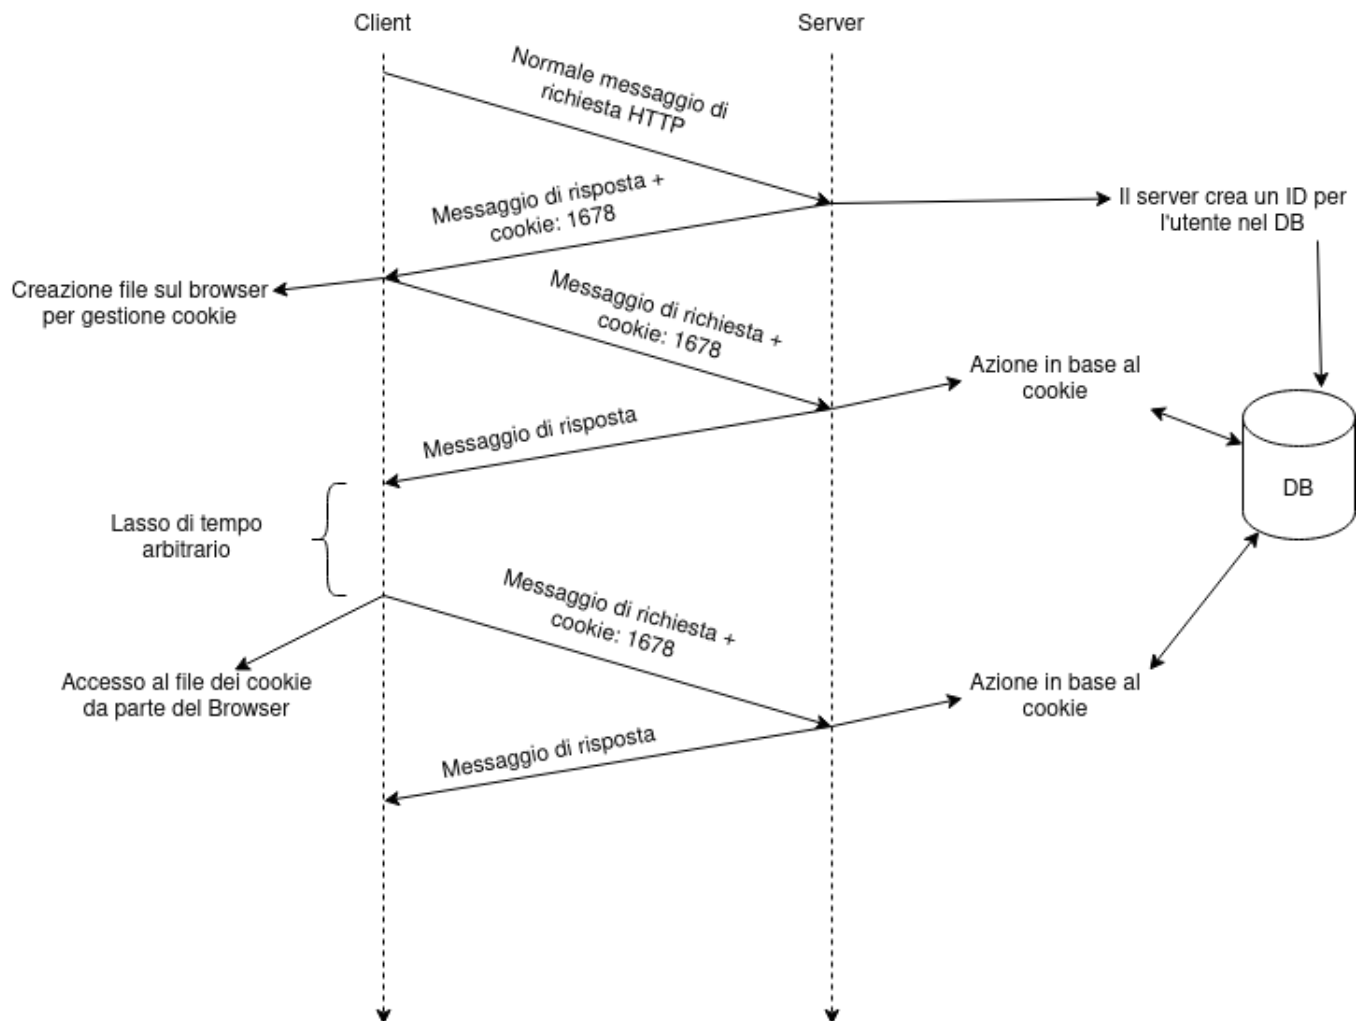 Client
Server
Normale messaggio di
richiesta HTTP
Messaggio di risposta +
cookie: 1678
Il server crea un ID per
l'utente nel DB
Creazione file sul browser
per gestione cookie
Messaggio di richiesta +
cookie: 1678
Azione in base al
cookie
Messaggio di risposta
DB
Lasso di tempo
arbitrario
Messaggio di richiesta +
cookie: 1678
Accesso al file dei cookie
da parte del Browser
Azione in base al
cookie
Messaggio di risposta